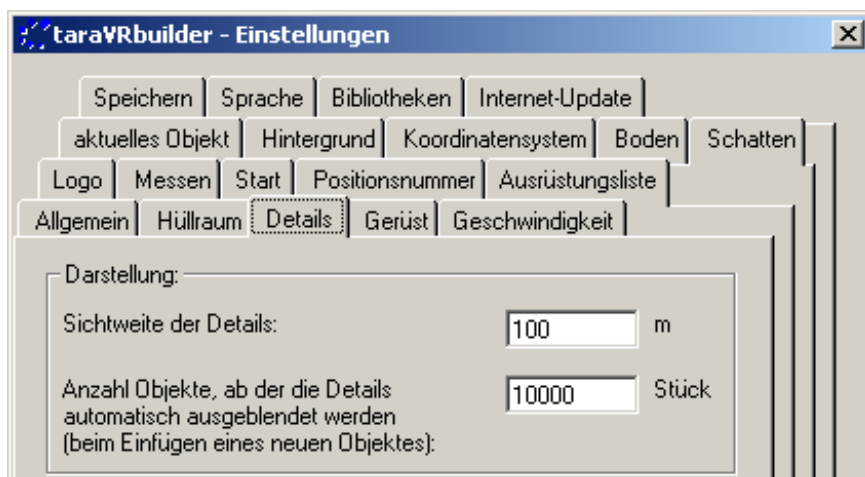 taraVRbuilder - Einstellungen
Speichern Sprache Bibliotheken Internet-Update
aktuelles Objekt Hintergrund Koordinatensystem Boden Schatten
Logo Messen Start Positionsnummer Ausrüstungsliste
Allgemein Hüllraum Details Gerüst Geschwindigkeit
Darstellung:
Sichtweite der Details: 100 m
Anzahl Objekte, ab der die Details 10000 Stück
automatisch ausgeblendet werden
(beim Einfügen eines neuen Objektes):